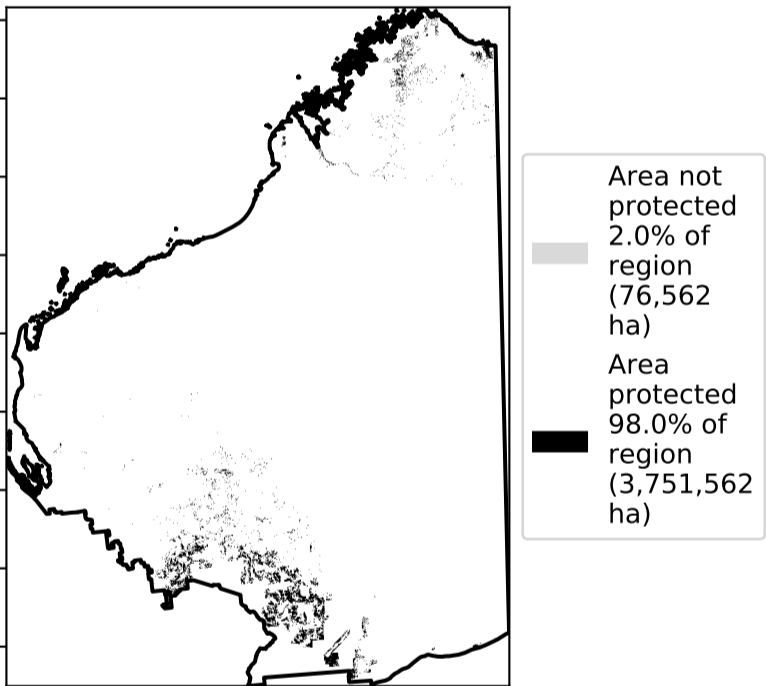 Area not
protected
2.0% of
region
(76,562
ha)
Area
protected
98.0% of
region
(3,751,562
ha)